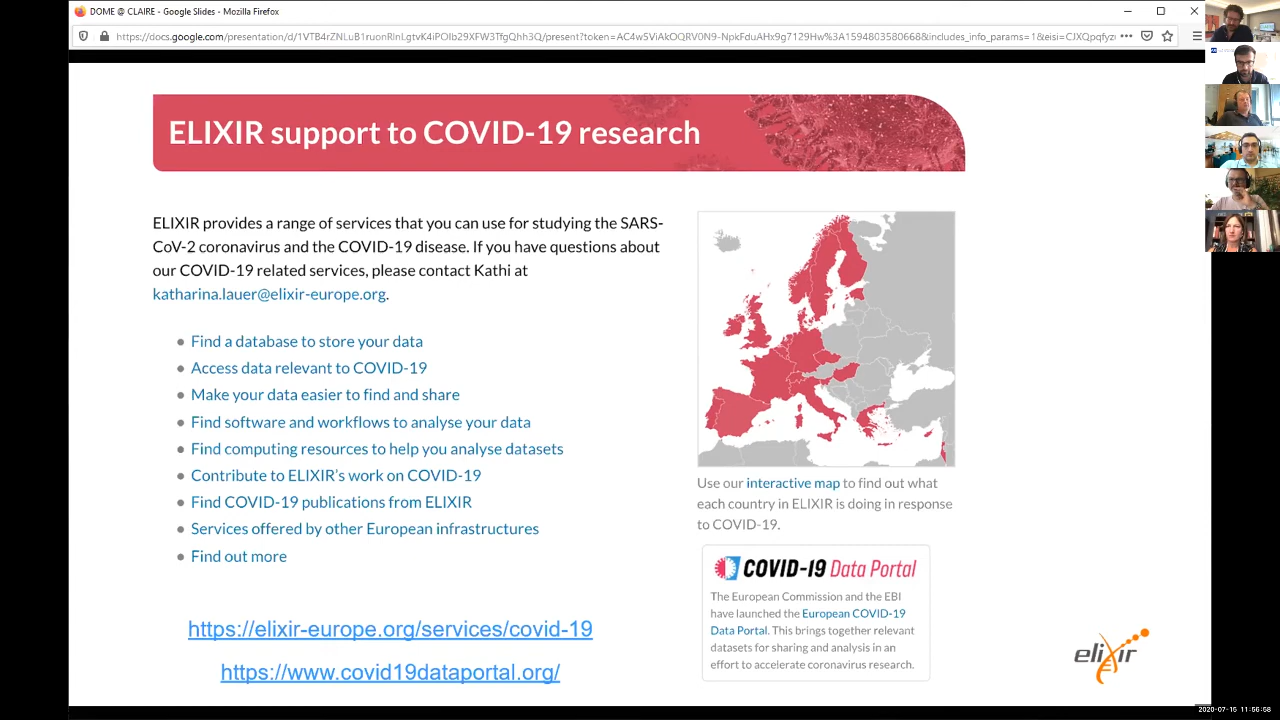 DOME @ CLAIRE - Google Slides - Mozilla Firefox
ELIXIR support to COVID-19 research
ELIXIR provides a range of services that you can use for studying the SARS-
CoV-2 coronavirus and the COVID-19 disease. If you have questions about
our COVID-19 related services, please contact Kathi at
katharina.lauer@elixir-europe.org.
Find a database to store your data
Access data relevant to COVID-19
Make your data easier to find and share
Find software and workflows to analyse your data
Find computing resources to help you analyse datasets
Contribute to ELIXIR's work on COVID-19
Find COVID-19 publications from ELIXIR
Services offered by other European infrastructures
Find out more
https://elixir-europe.org/services/covid-19
https://www.covid19dataportal.org/
Use our interactive map to find out what
each country in ELIXIR is doing in response
to COVID-19.
COVID-19 Data Portal
The European Commission and the EBI
have launched the European COVID-19
Data Portal. This brings together relevant
datasets for sharing and analysis in an
effort to accelerate coronavirus research.
elixir
2020-07-15 11:56:58